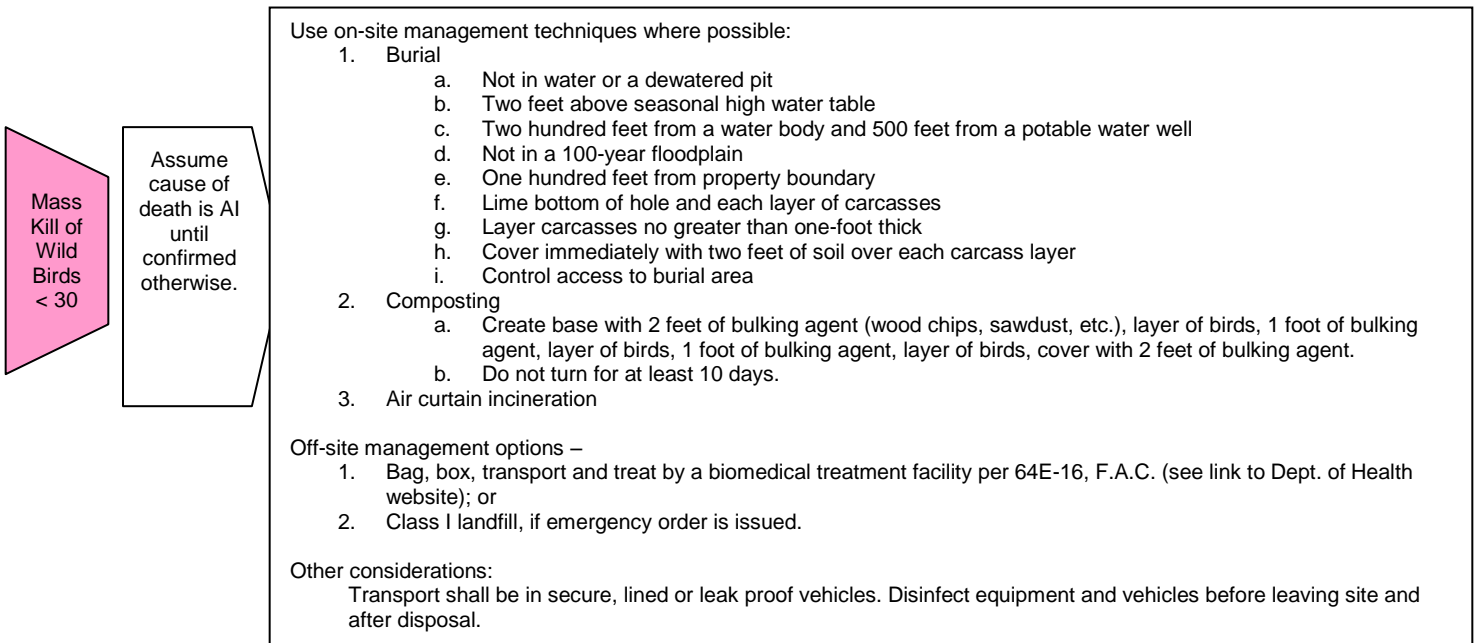 Mass
Kill of
Wild
Birds
< 30
Assume
cause of
death is AI
until
confirmed
otherwise.
Use on-site management techniques where possible:
1. Burial
a. Not in water or a dewatered pit
b. Two feet above seasonal high water table
c. Two hundred feet from a water body and 500 feet from a potable water well
d. Not in a 100-year floodplain
e. One hundred feet from property boundary
f. Lime bottom of hole and each layer of carcasses
g. Layer carcasses no greater than one-foot thick
h. Cover immediately with two feet of soil over each carcass layer
i. Control access to burial area
2. Composting
a. Create base with 2 feet of bulking agent (wood chips, sawdust, etc.), layer of birds, 1 foot of bulking
agent, layer of birds, 1 foot of bulking agent, layer of birds, cover with 2 feet of bulking agent.
b. Do not turn for at least 10 days.
3. Air curtain incineration
Off-site management options –
1. Bag, box, transport and treat by a biomedical treatment facility per 64E-16, F.A.C. (see link to Dept. of Health
website); or
2. Class I landfill, if emergency order is issued.
Other considerations:
Transport shall be in secure, lined or leak proof vehicles. Disinfect equipment and vehicles before leaving site and
after disposal.